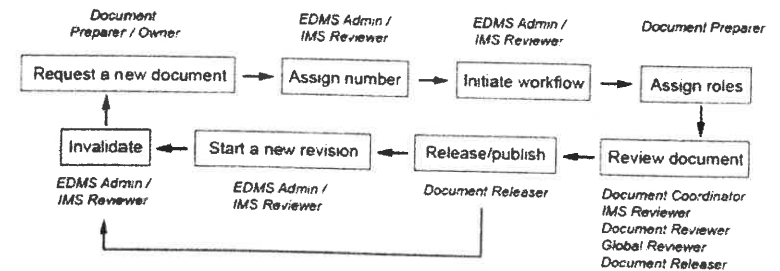 Document
Preparer / Owner
EDMS Admin /
IMS Reviewer
EDMS Admin /
IMS Reviewer
Document Preparer
Request a new document
Assign number
Initiate workflow
Assign roles
Invalidate
Start a new revision
Release/publish
Review document
EDMS Admin /
IMS Reviewer
EDMS Admin /
IMS Reviewer
Document Releaser
Document Coordinator
IMS Reviewer
Document Reviewer
Global Reviewer
Document Releaser